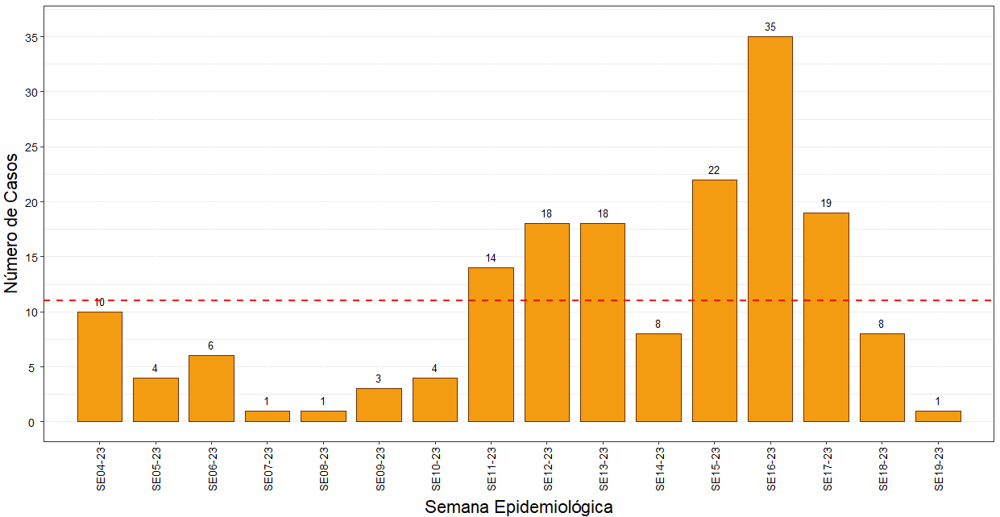 Número de Casos
35
30
25
20
15
10
5
0
10
4
6
1
1
3
4
14
18
18
8
22
35
19
8
1
SE04-23
SE05-23
SE06-23
SE07-23
SE08-23
SE09-23
SE10-23
SE11-23
SE12-23
SE13-23
SE14-23
SE15-23
SE16-23
SE17-23
SE18-23
SE19-23
Semana Epidemiológica